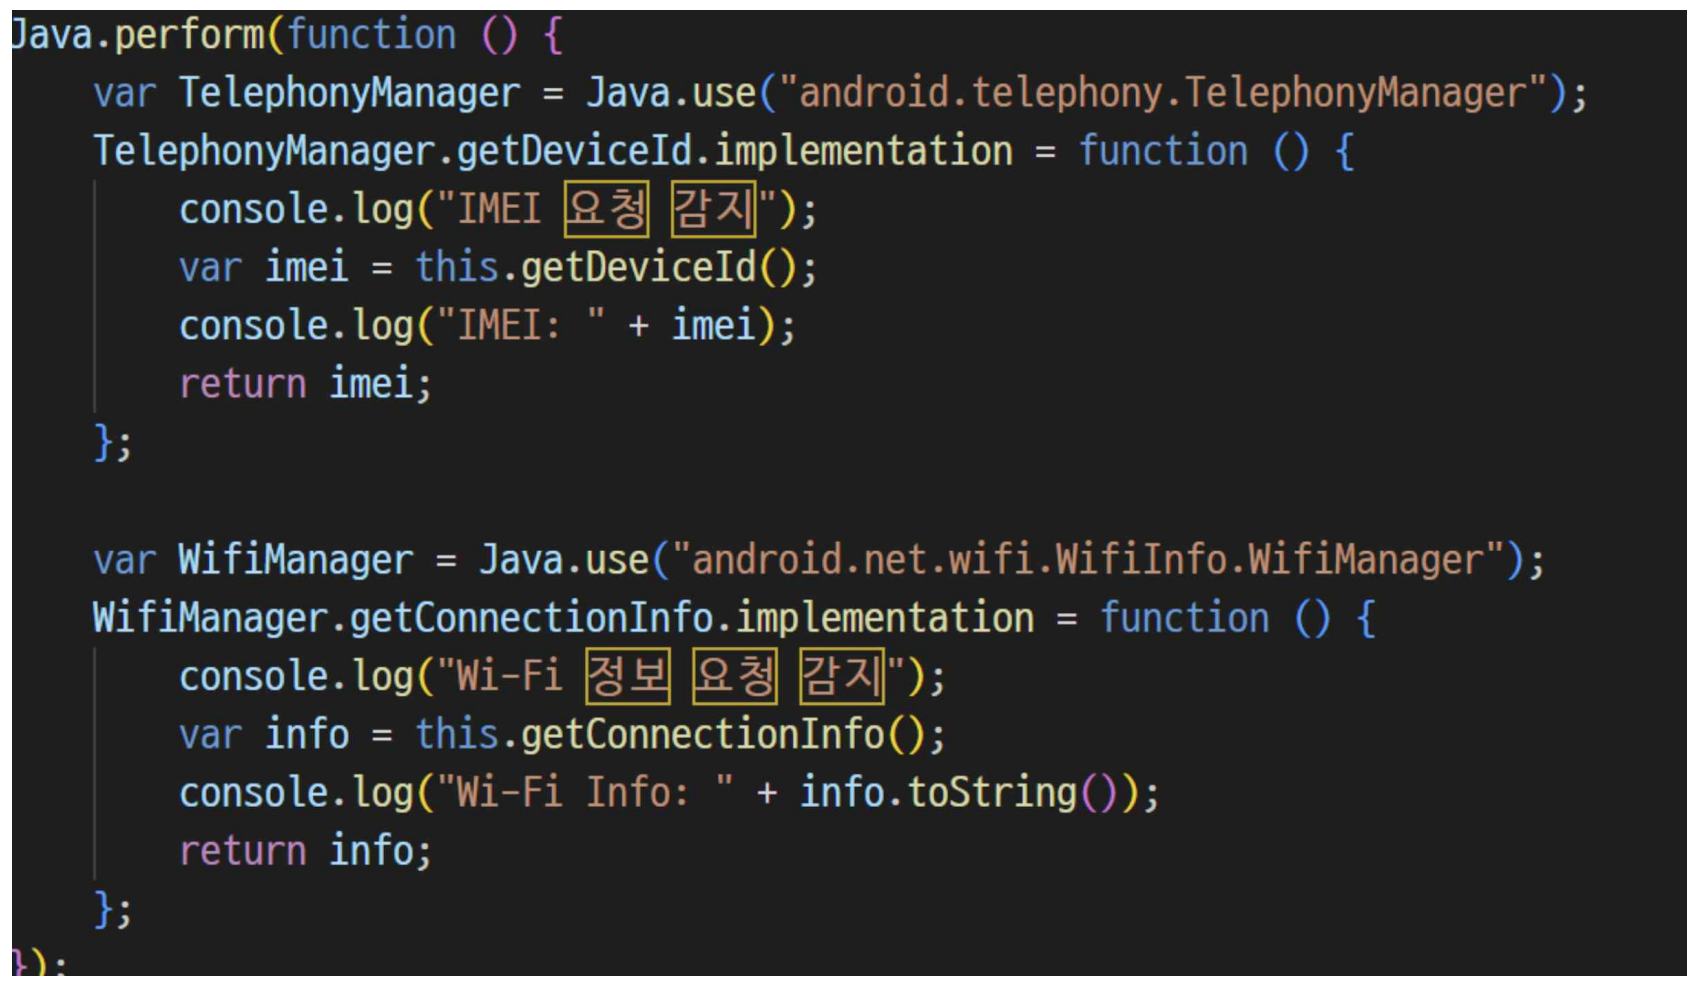 Java.perform(function () {
    var TelephonyManager = Java.use("android.telephony.TelephonyManager");
    TelephonyManager.getDeviceId.implementation = function () {
        console.log("IMEI 요청 감지");
        var imei = this.getDeviceId();
        console.log("IMEI: " + imei);
        return imei;
    };
    var WifiManager = Java.use("android.net.wifi.WifiInfo.WifiManager");
    WifiManager.getConnectionInfo.implementation = function () {
        console.log("Wi-Fi 정보 요청 감지");
        var info = this.getConnectionInfo();
        console.log("Wi-Fi Info: " + info.toString());
        return info;
    };
});